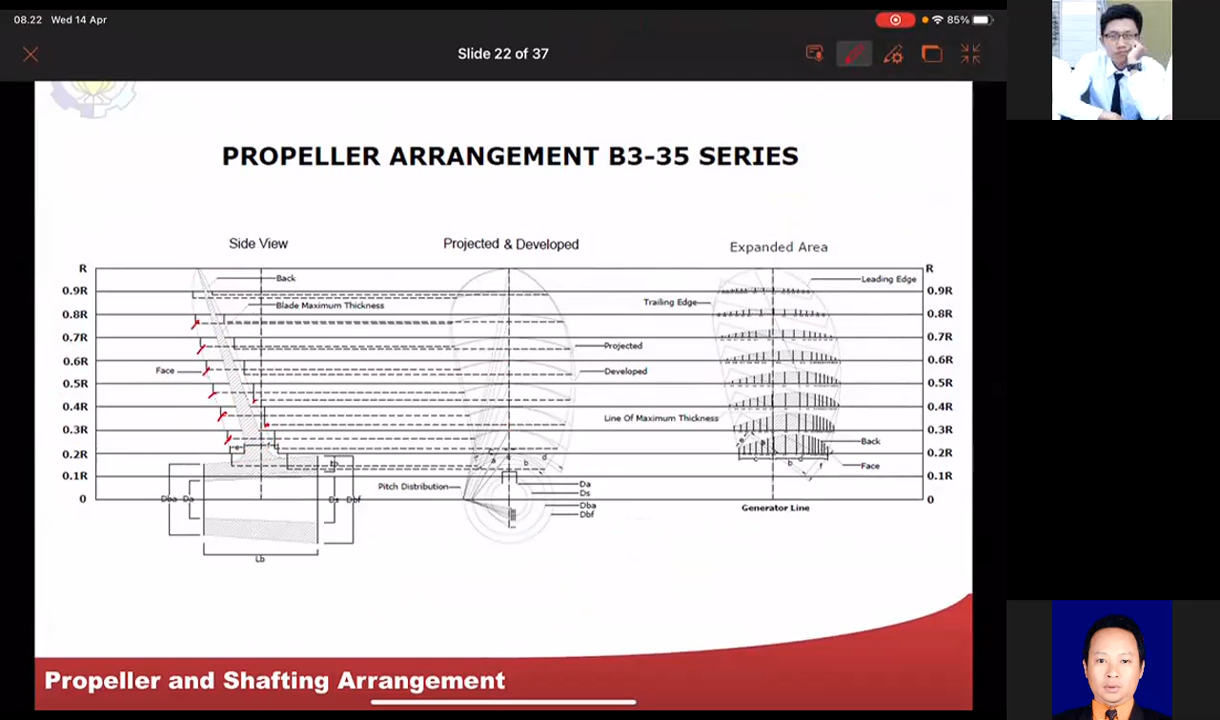 08.22 Wed 14 Apr
85%
Slide 22 of 37
PROPELLER ARRANGEMENT B3-35 SERIES
Side View
Projected & Developed
Expanded Area
R
Back
Leading Edge
R
0.9R
0.9R
Blade Maximum Thickness
Trailing Edge
0.8R
0.8R
0.7R
Projected
0.7R
0.6R
0.6R
Face
Developed
0.5R
0.5R
0.4R
0.4R
Line Of Maximum Thickness
0.3R
0.3R
Back
0.2R
0.2R
Face
0.1R
0.1R
Pitch Distribution
Da
Ds
0
Dba
Da
Ds
Dbf
0
Dba
Dbf
Generator Line
Lb
Propeller and Shafting Arrangement